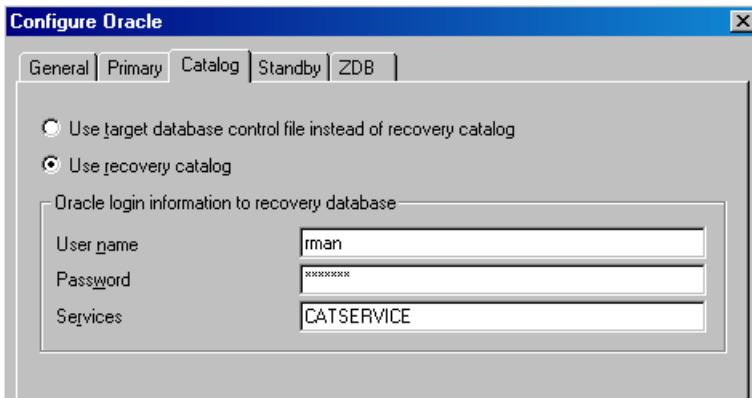 Configure Oracle
General Primary Catalog Standby ZDB
Use target database control file instead of recovery catalog
Use recovery catalog
Oracle login information to recovery database
User name rman
Password *******
Services CATSERVICE